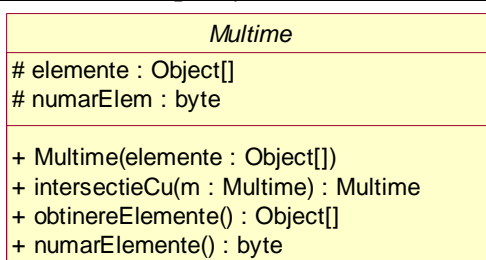 Multime
# elemente : Object[]
# numarElem : byte
+ Multime(elemente : Object[])
+ intersectieCu(m : Multime) : Multime
+ obtinereElemente() : Object[]
+ numarElemente() : byte